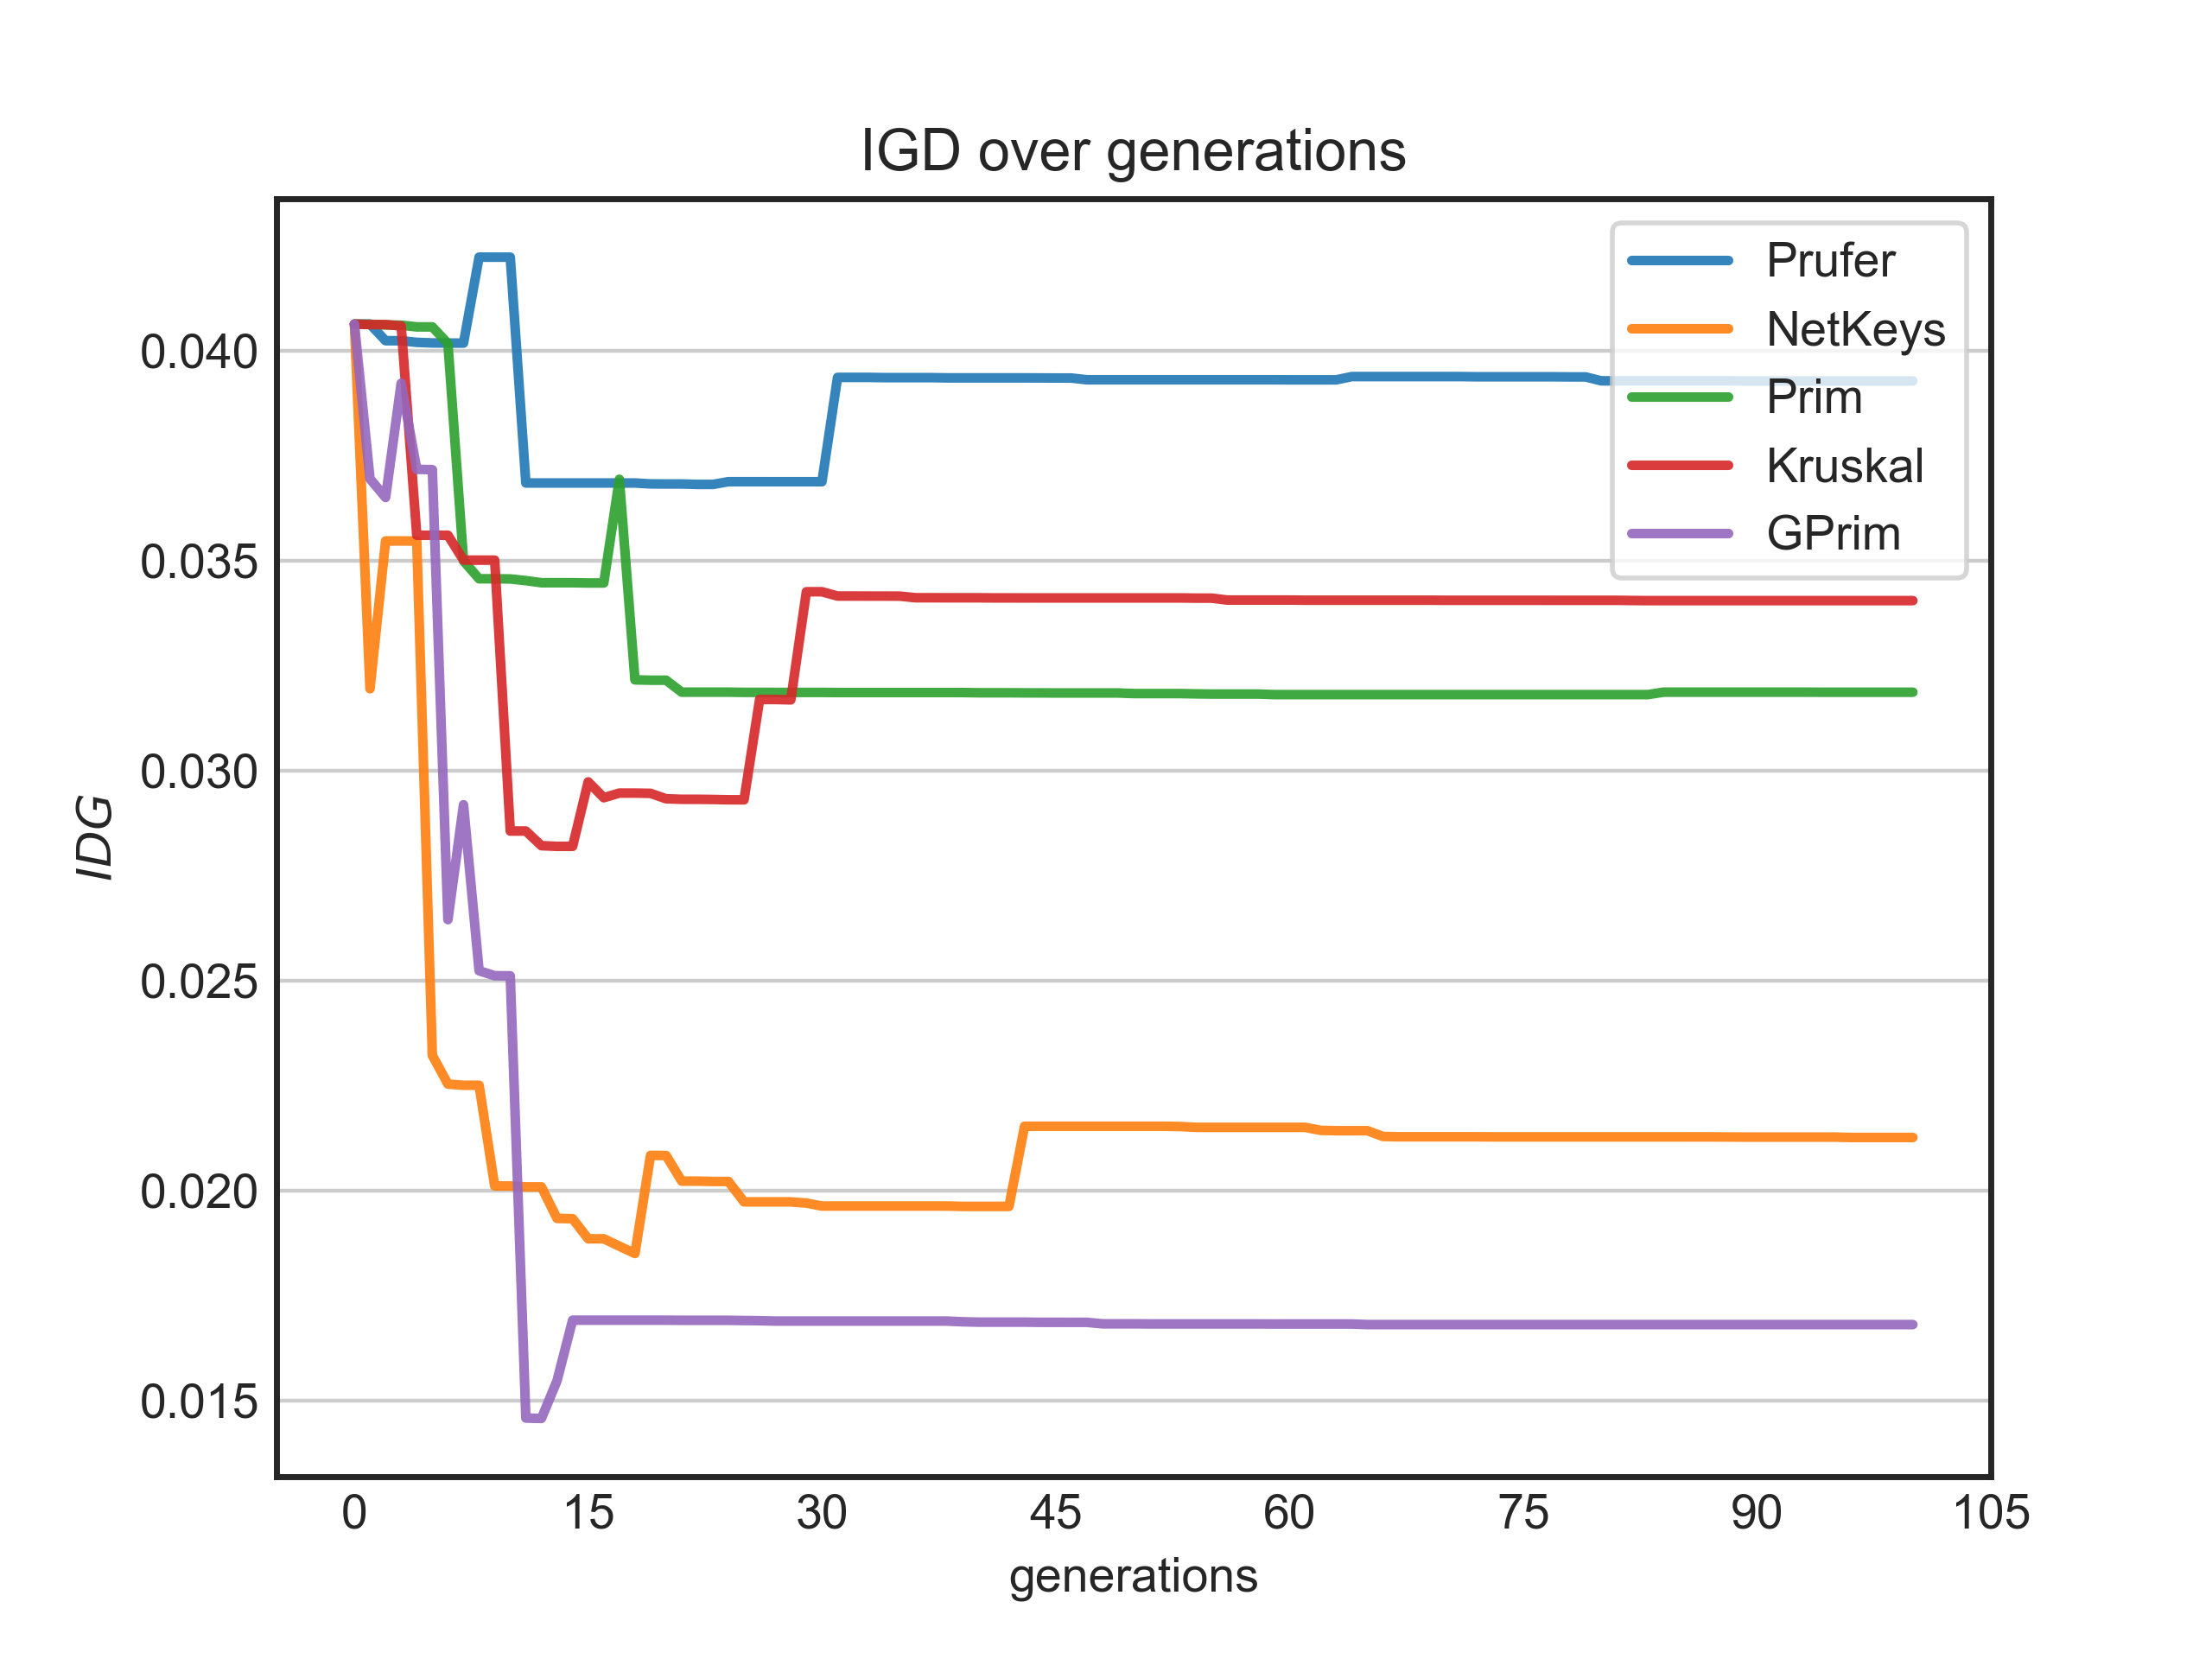 IGD over generations
Prufer
NetKeys
Prim
Kruskal
GPrim
0.040
0.035
0.030
0.025
0.020
0.015
IDG
0 15 30 45 60 75 90 105
generations